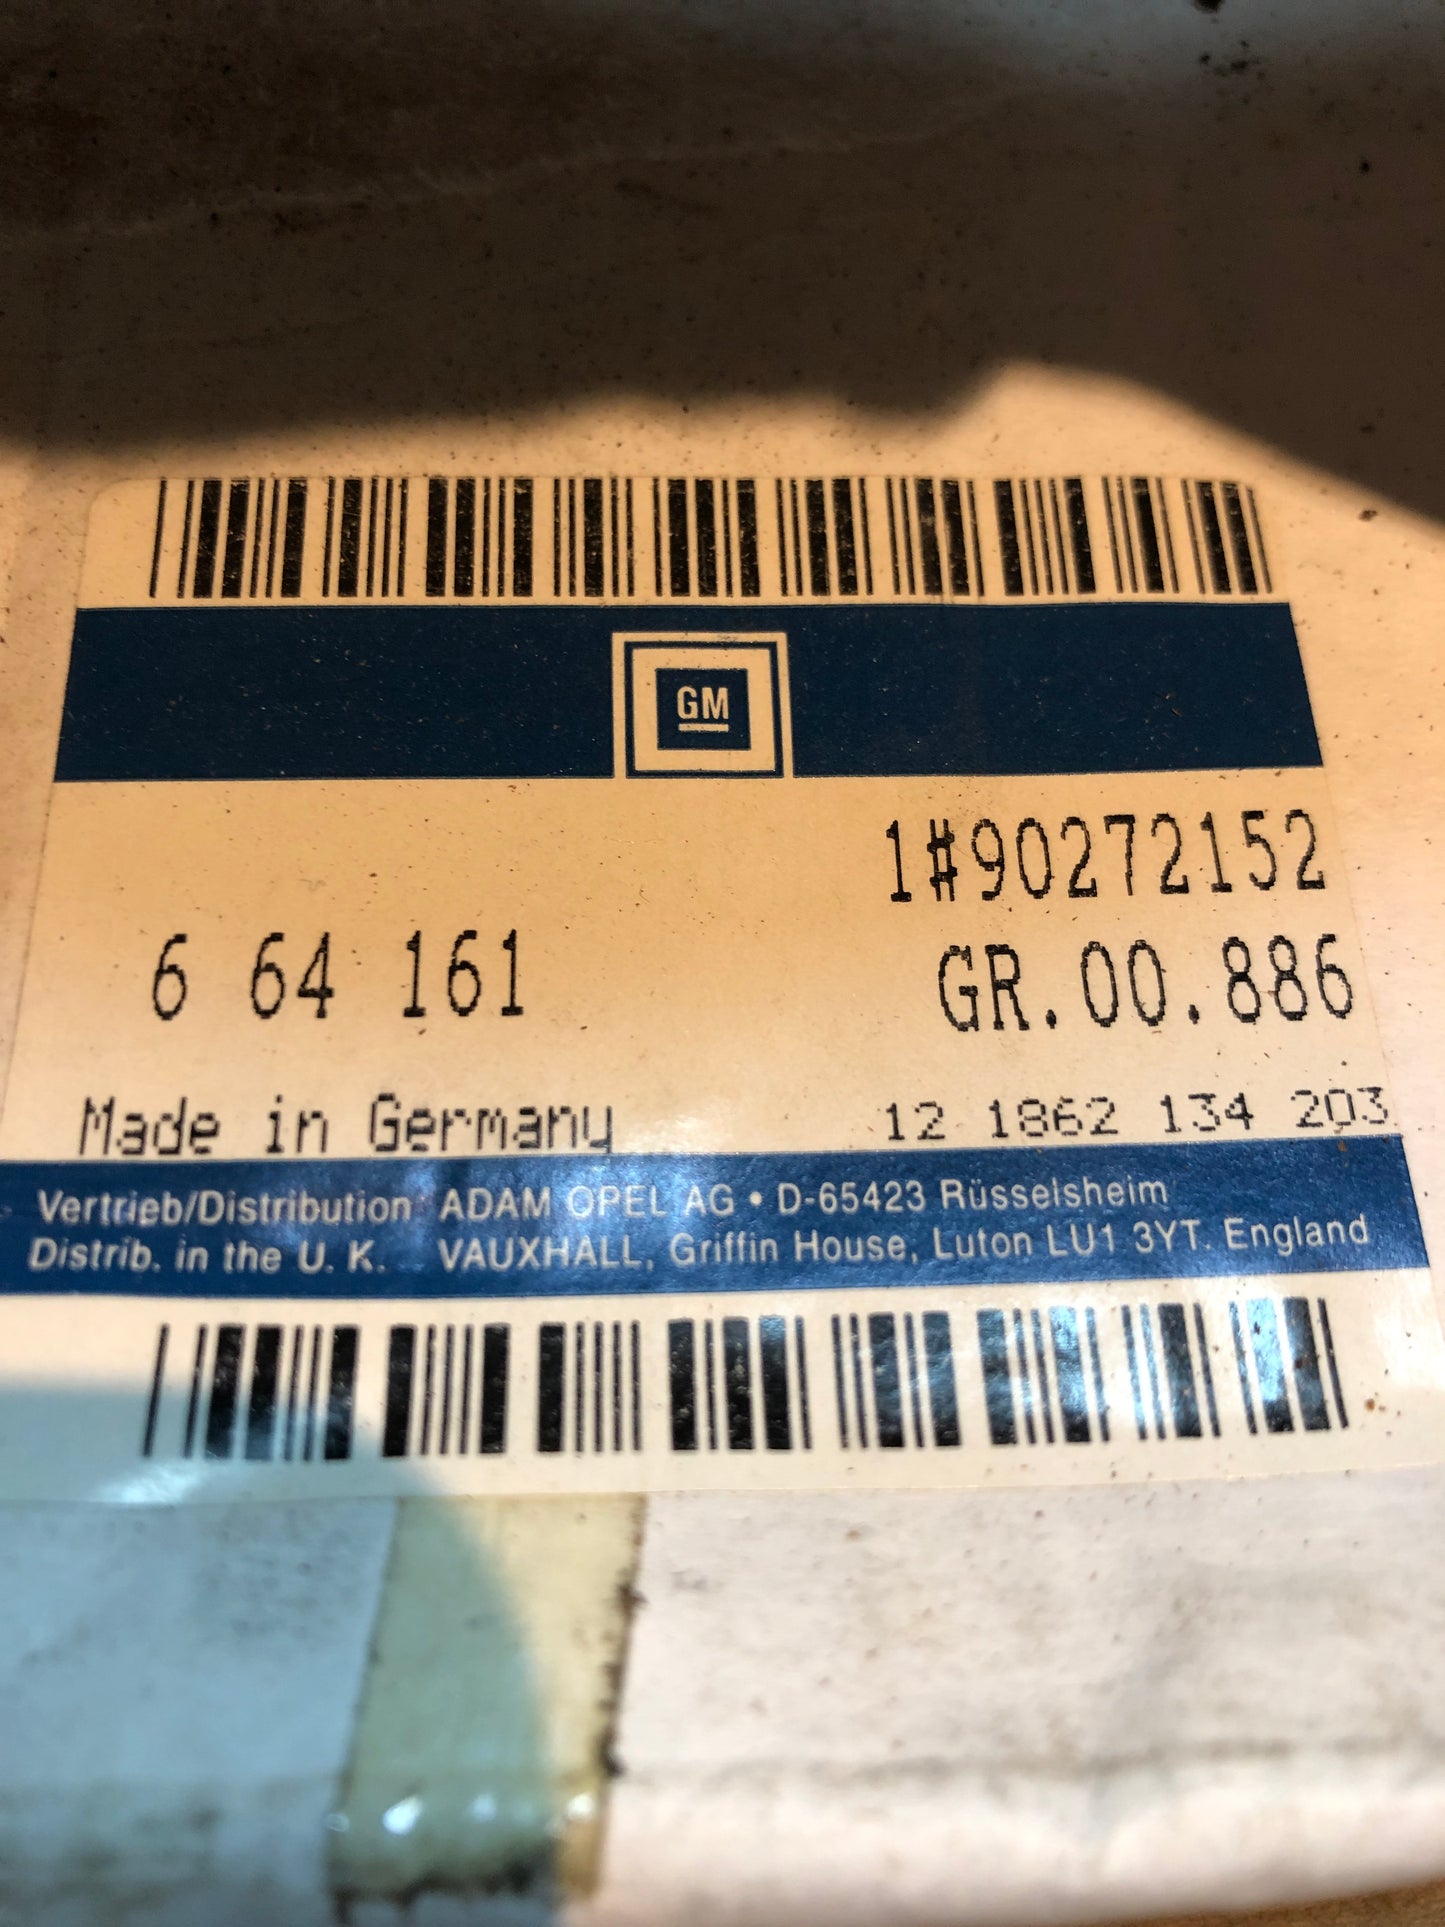 GM
1#90272152
6 64 161 GR.00.886
Made in Germany 12 1862 134 203
Vertrieb/Distribution ADAM OPEL AG • D-65423 Rüsselsheim
Distrib. in the U. K. VAUXHALL, Griffin House, Luton LU1 3YT. England